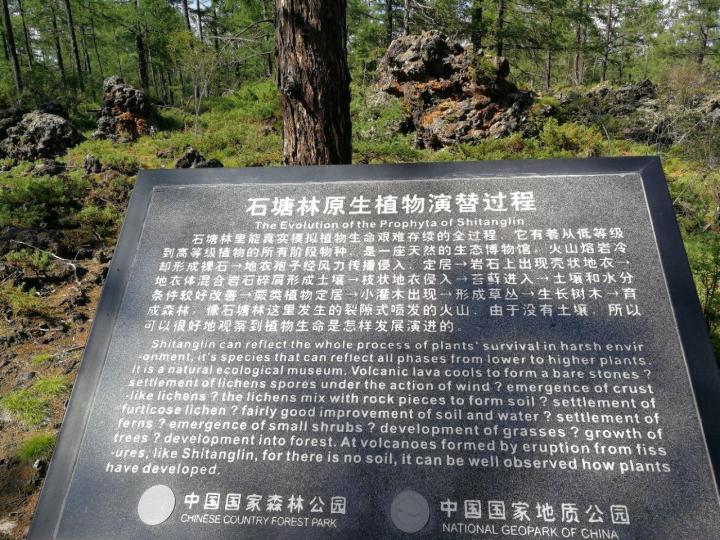 石塘林原生植物演替过程
The Evolution of the Prophyta of Shitanglin
石塘林里能真实模拟植物生命艰难存续的全过程，它有着从低等级
到高等级植物的所有阶段物种，是一座天然的生态博物馆，火山熔岩冷
却形成裸石→地衣孢子经风力传播侵入、定居→岩石上出现壳状地衣→
地衣体混合岩石碎屑形成土壤→枝状地衣侵入→苔藓进入→土壤和水分
条件较好改善→蕨类植物定居→小灌木出现→形成草丛→生长树木→育
成森林，像石塘林这里发生的裂隙式喷发的火山，由于没有土壤，所以
可以很好地观察到植物生命是怎样发展演进的。
Shitanglin can reflect the whole process of plants' survival in harsh envir
-onment, it's species that can reflect all phases from lower to higher plants.
It is a natural ecological museum. Volcanic lava cools to form a bare stones ?
settlement of lichens spores under the action of wind ? emergence of crust
-like lichens ? the lichens mix with rock pieces to form soil ? settlement of
furticose lichen ? fairly good improvement of soil and water ? settlement of
ferns ? emergence of small shrubs ? development of grasses ? growth of
trees ? development into forest. At volcanoes formed by eruption from fiss
-ures, like Shitanglin, for there is no soil, it can be well observed how plants
have developed.
中国国家森林公园
CHINESE COUNTRY FOREST PARK
中国国家地质公园
NATIONAL GEOPARK OF CHINA